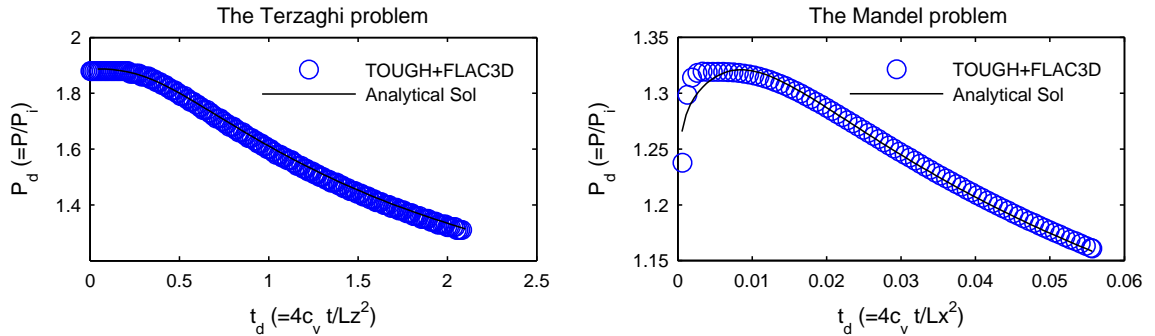 The Terzaghi problem
2
1.8
1.6
1.4
P_d (=P/P_i)
TOUGH+FLAC3D
Analytical Sol
0 0.5 1 1.5 2 2.5
t_d (=4c_v t/Lz^2)
The Mandel problem
1.35
1.3
1.25
1.2
1.15
P_d (=P/P_i)
TOUGH+FLAC3D
Analytical Sol
0 0.01 0.02 0.03 0.04 0.05 0.06
t_d (=4c_v t/Lx^2)